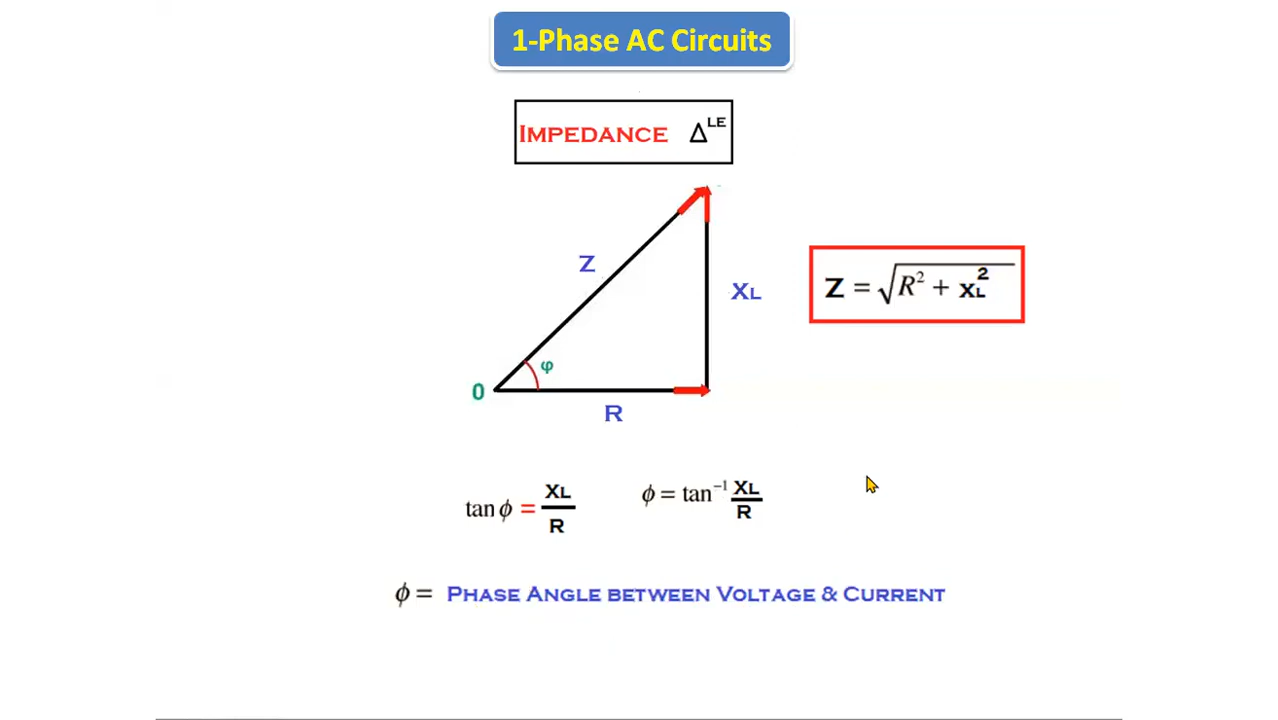 1-Phase AC Circuits
IMPEDANCE Δ^LE
Z
XL
Z = √R² + XL²
φ
0
R
tan ϕ = XL/R
ϕ = tan⁻¹ XL/R
ϕ = PHASE ANGLE BETWEEN VOLTAGE & CURRENT